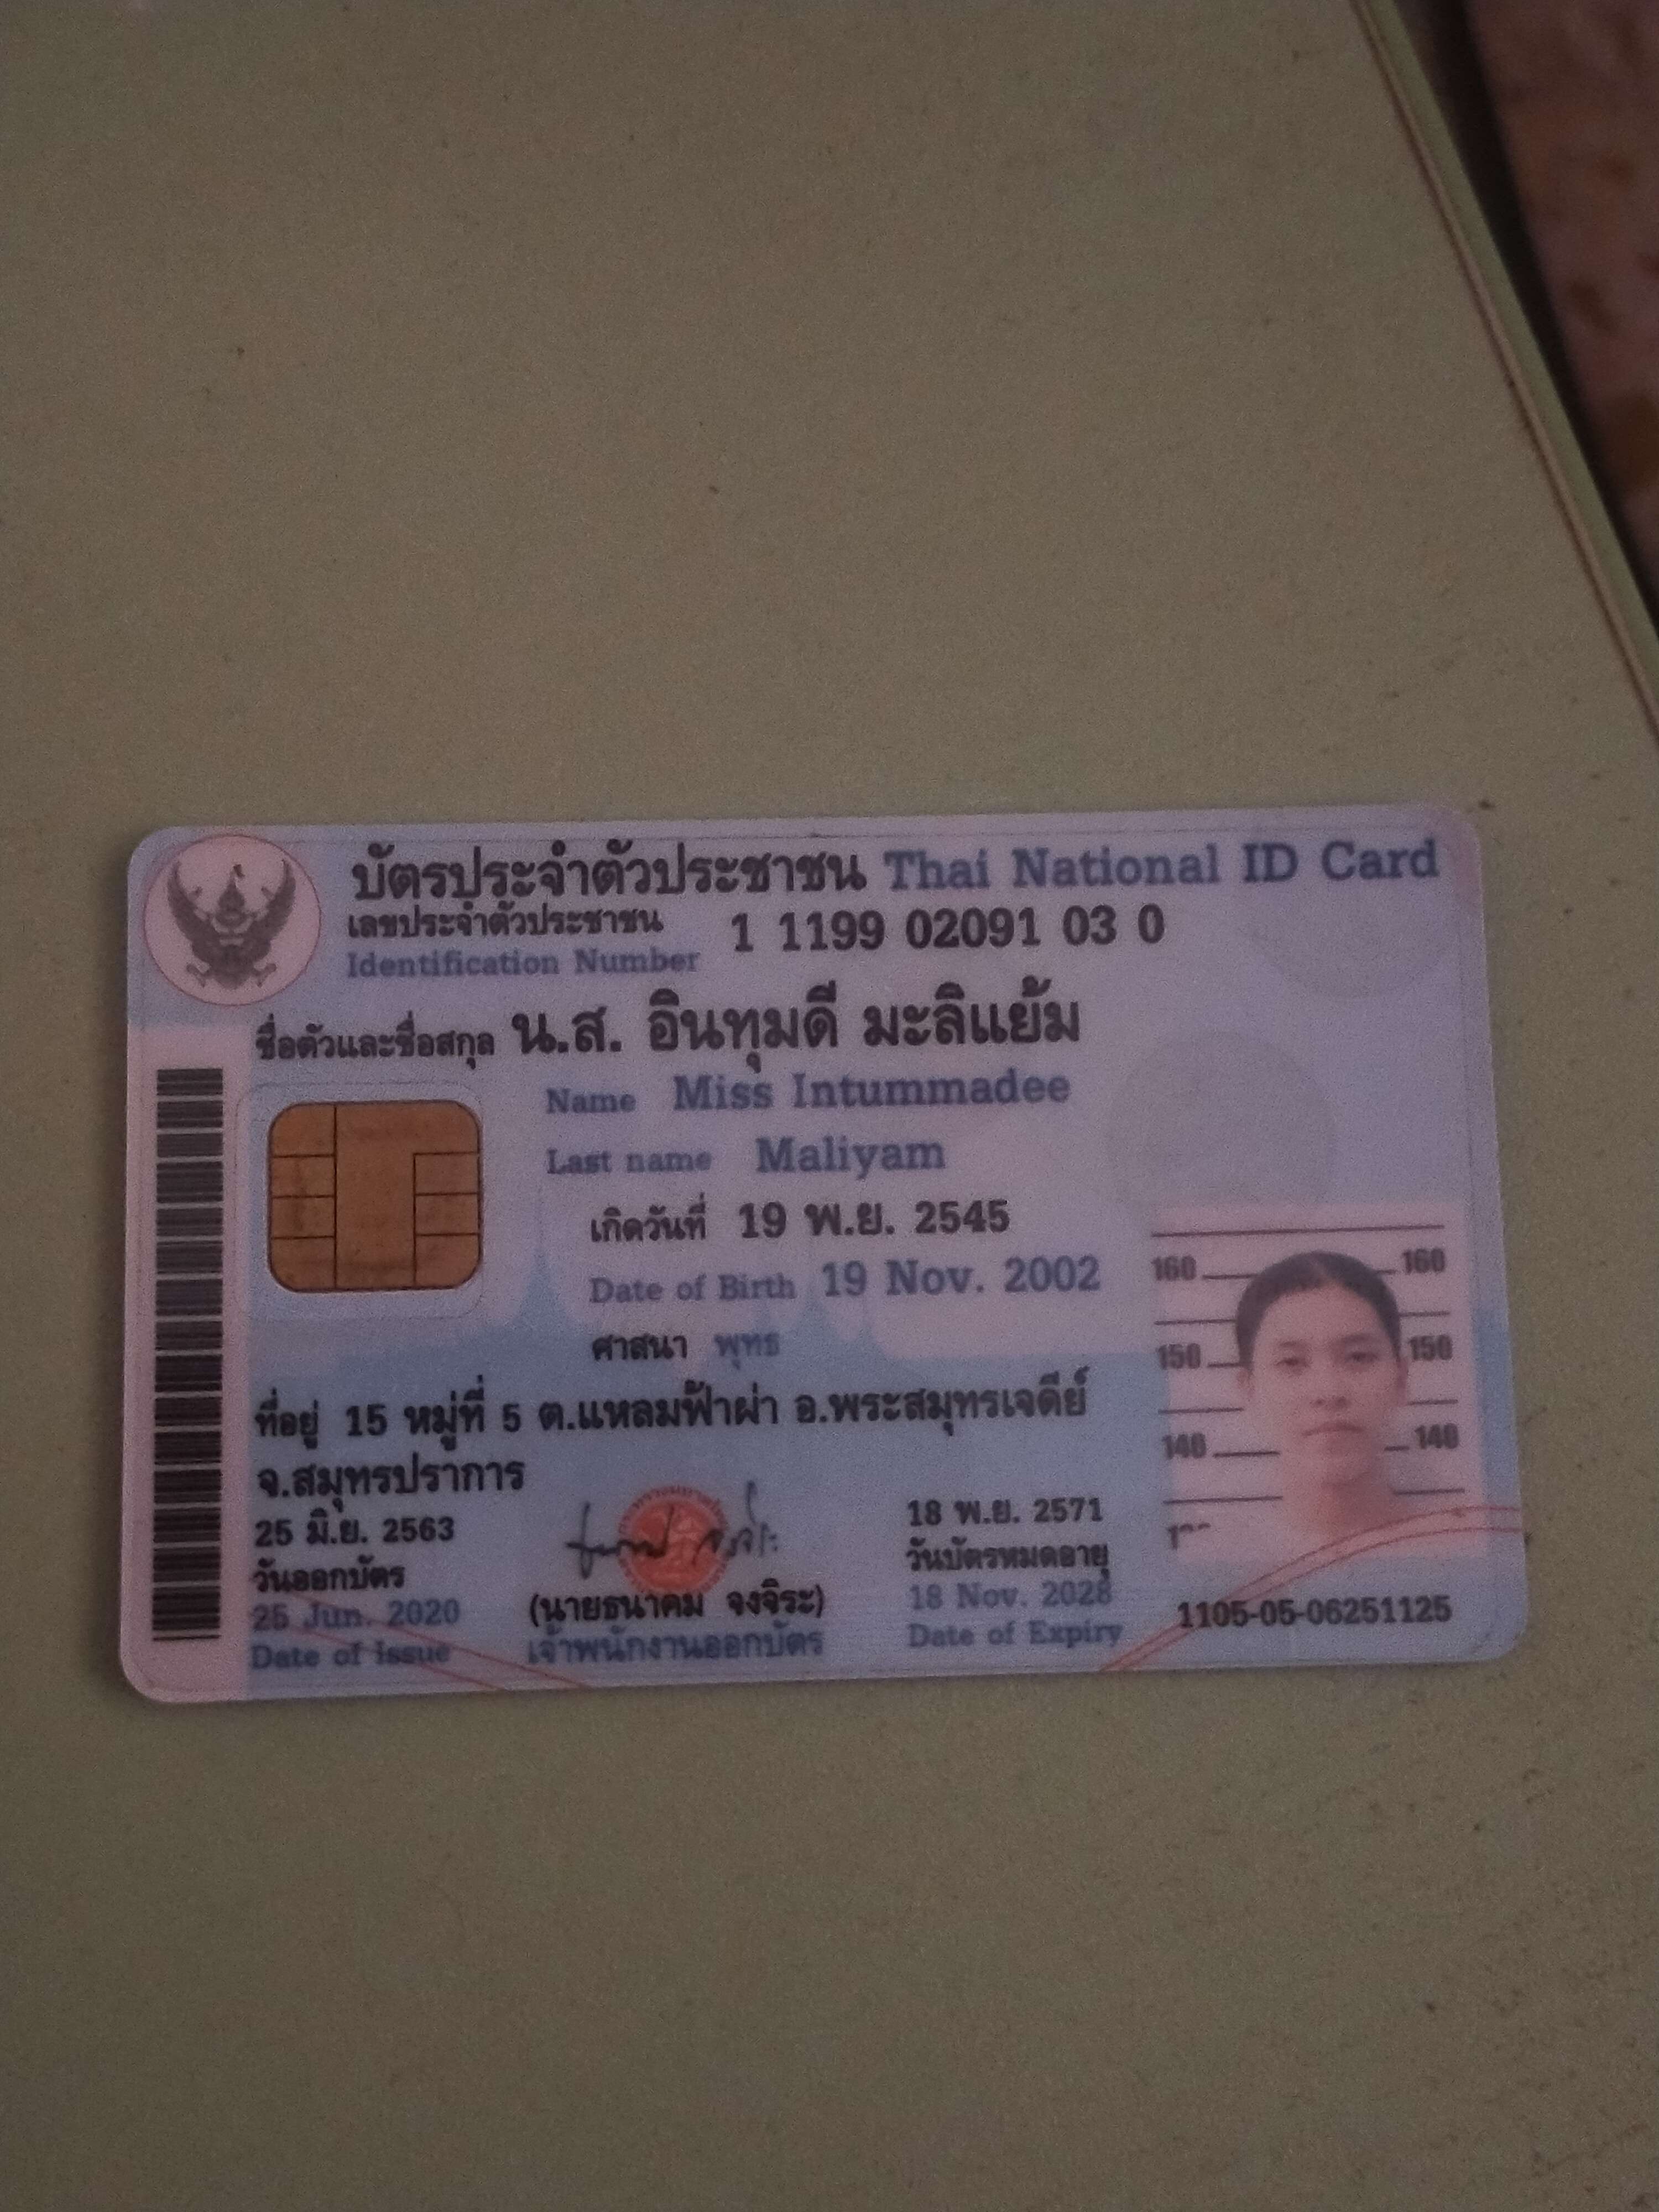 บัตรประจำตัวประชาชน Thai National ID Card
เลขประจำตัวประชาชน 1 1199 02091 03 0
Identification Number
ชื่อตัวและชื่อสกุล น.ส. อินทุมดี มะลิแย้ม
Name Miss Intummadee
Last name Maliyam
เกิดวันที่ 19 พ.ย. 2545
Date of Birth 19 Nov. 2002
ศาสนา พุทธ
ที่อยู่ 15 หมู่ที่ 5 ต.แหลมฟ้าผ่า อ.พระสมุทรเจดีย์
จ.สมุทรปราการ
25 มิ.ย. 2563
วันออกบัตร
25 Jun. 2020
Date of Issue
(นายธนาคม จงจิระ)
เจ้าพนักงานออกบัตร
18 พ.ย. 2571
วันบัตรหมดอายุ
18 Nov. 2028
Date of Expiry
160 160
150 150
140 140
1105-05-06251125